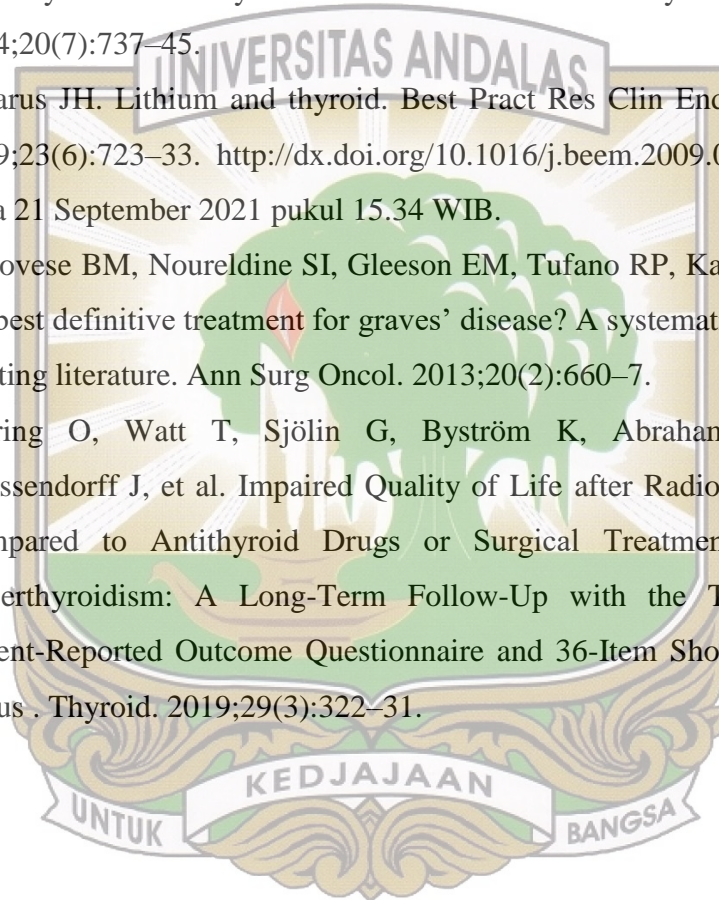 4;20(7):737–45.
UNIVERSITAS ANDALAS
arus JH. Lithium and thyroid. Best Pract Res Clin End
9;23(6):723–33. http://dx.doi.org/10.1016/j.beem.2009.0
a 21 September 2021 pukul 15.34 WIB.
ovese BM, Noureldine SI, Gleeson EM, Tufano RP, Ka
best definitive treatment for graves’ disease? A systemat
ting literature. Ann Surg Oncol. 2013;20(2):660–7.
ring O, Watt T, Sjölin G, Byström K, Abraham
ssendorff J, et al. Impaired Quality of Life after Radio
mpared to Antithyroid Drugs or Surgical Treatmen
erthyroidism: A Long-Term Follow-Up with the T
ent-Reported Outcome Questionnaire and 36-Item Sho
us . Thyroid. 2019;29(3):322–31.
KEDJAJAAN
UNTUK BANGSA